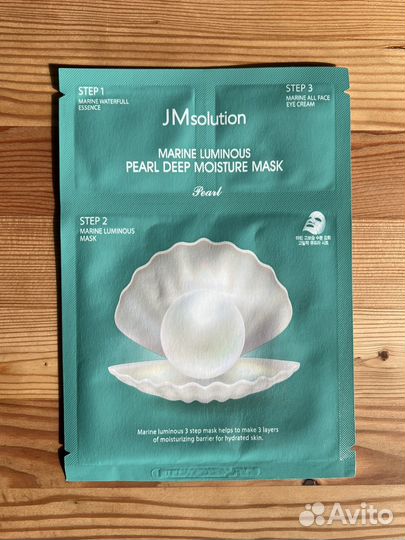 STEP 1
MARINE WATERFULL
ESSENCE
STEP 3
MARINE ALL FACE
EYE CREAM
JMsolution
MARINE LUMINOUS
PEARL DEEP MOISTURE MASK
Pearl
STEP 2
MARINE LUMINOUS
MASK
Marine luminous 3 step mask helps to make 3 layers
of moisturizing barrier for hydrated skin.
Avito